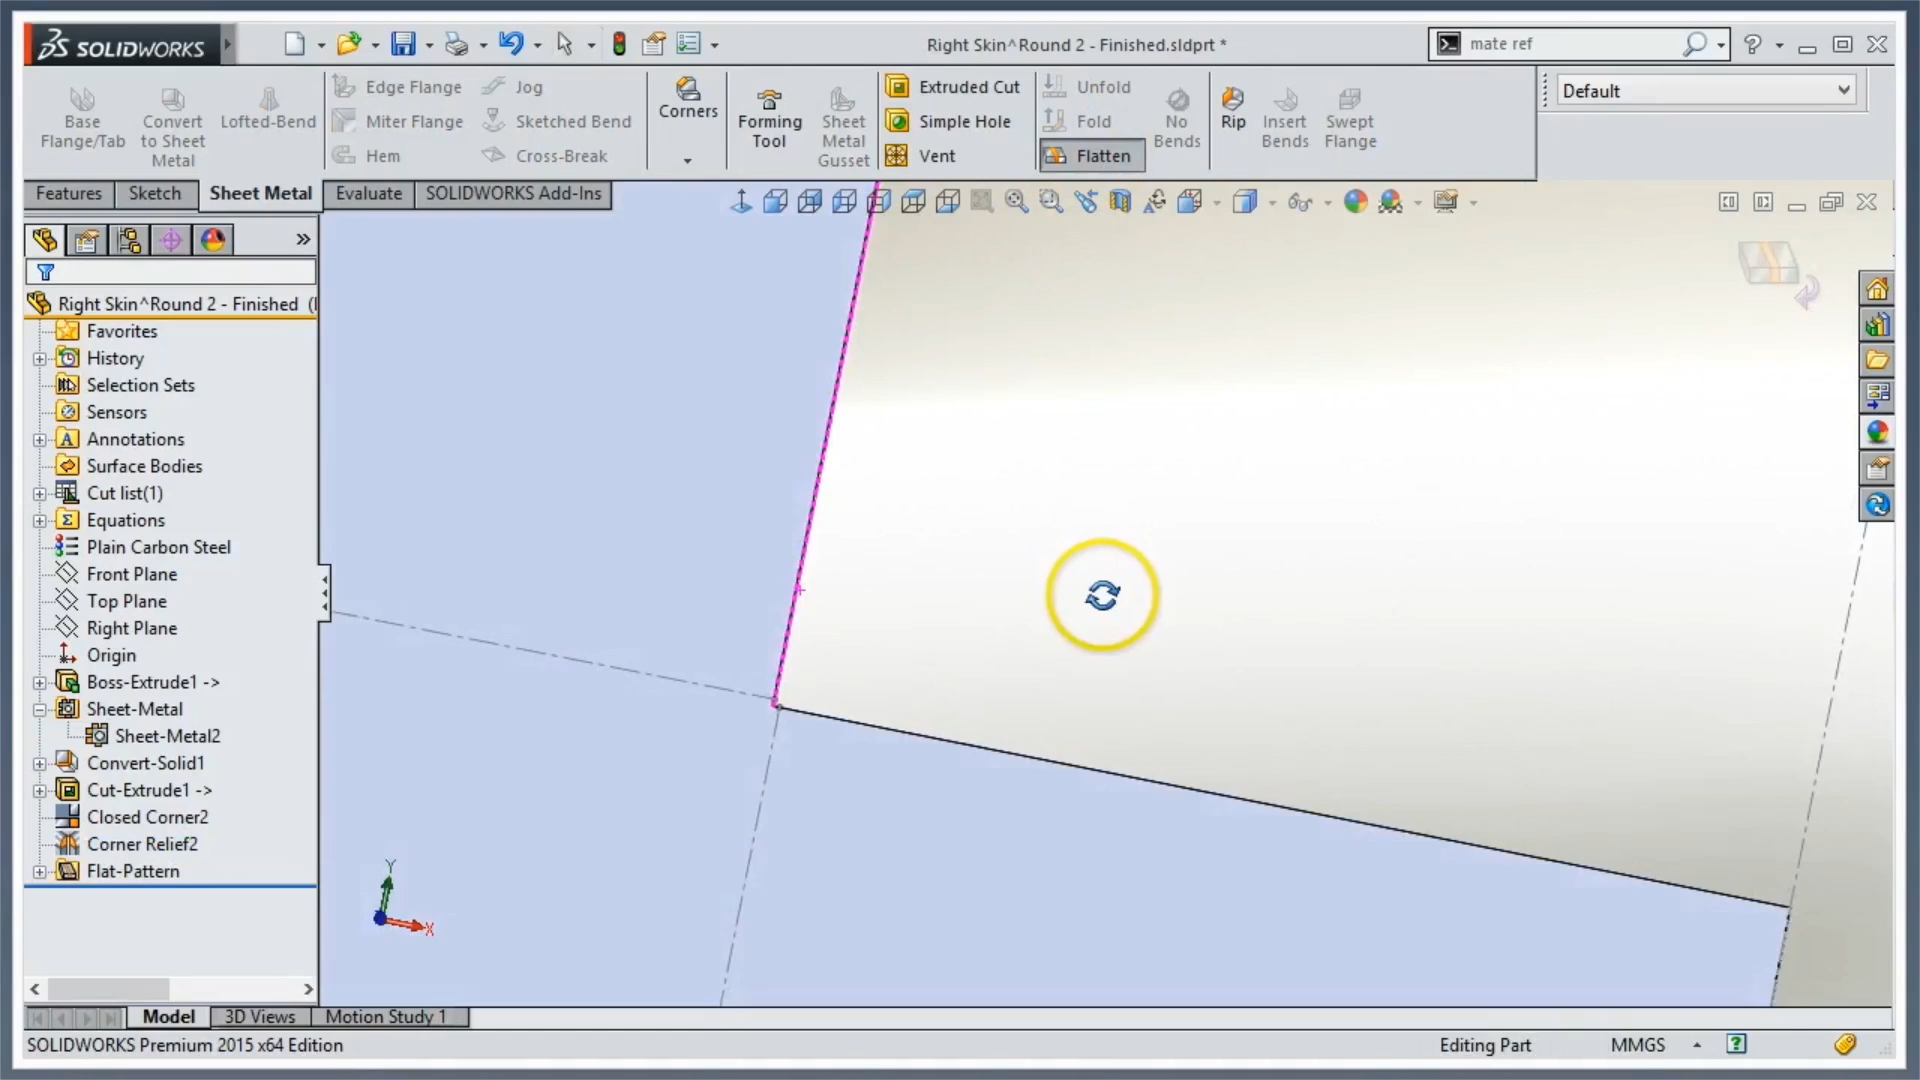 SOLIDWORKS
Right Skin^Round 2 - Finished.sldprt *
mate ref
Base Flange/Tab
Convert to Sheet Metal
Lofted-Bend
Edge Flange
Miter Flange
Hem
Jog
Sketched Bend
Cross-Break
Corners
Forming Tool
Sheet Metal Gusset
Extruded Cut
Simple Hole
Vent
Unfold
Fold
Flatten
No Bends
Rip
Insert Bends
Swept Flange
Default
Features
Sketch
Sheet Metal
Evaluate
SOLIDWORKS Add-Ins
Right Skin^Round 2 - Finished (
Favorites
History
Selection Sets
Sensors
Annotations
Surface Bodies
Cut list(1)
Equations
Plain Carbon Steel
Front Plane
Top Plane
Right Plane
Origin
Boss-Extrude1 ->
Sheet-Metal
Sheet-Metal2
Convert-Solid1
Cut-Extrude1 ->
Closed Corner2
Corner Relief2
Flat-Pattern
Y
X
Model
3D Views
Motion Study 1
SOLIDWORKS Premium 2015 x64 Edition
Editing Part
MMGS